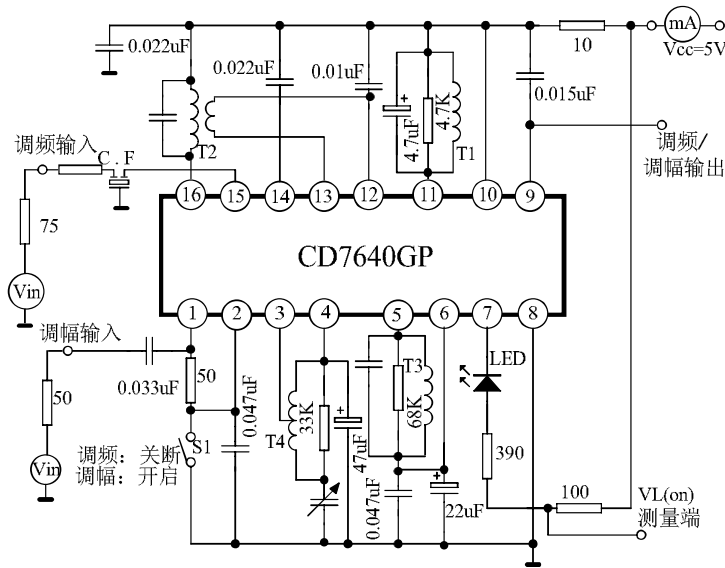 mA
10
Vcc=5V
0.022uF
0.022uF
0.01uF
4.7uF
4.7K
T1
0.015uF
T2
调频输入
C.F
调频/
调幅输出
75
Vin
16
15
14
13
12
11
10
9
CD7640GP
1
2
3
4
5
6
7
8
调幅输入
0.033uF
50
50
0.047uF
Vin
S1
调频：关断
调幅：开启
T4
33K
47uF
T3
68K
0.047uF
22uF
LED
390
100
VL(on)
测量端